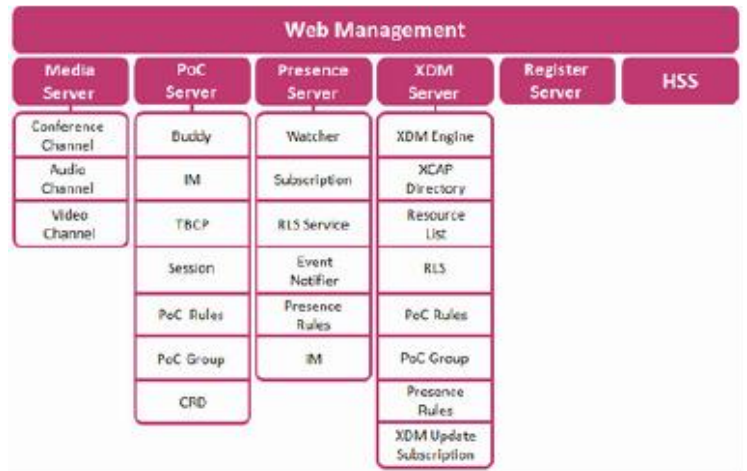 Web Management
Media
Server
PoC
Server
Presence
Server
XDM
Server
Register
Server
HSS
Conference
Channel
Audio
Channel
Video
Channel
Buddy
IM
TBCP
Session
PoC Rules
PoC Group
CRD
Watcher
Subscription
RLS Service
Event
Notifier
Presence
Rules
IM
XDM Engine
XCAP
Directory
Resource
List
RLS
PoC Rules
PoC Group
Presence
Rules
XDM Update
Subscription